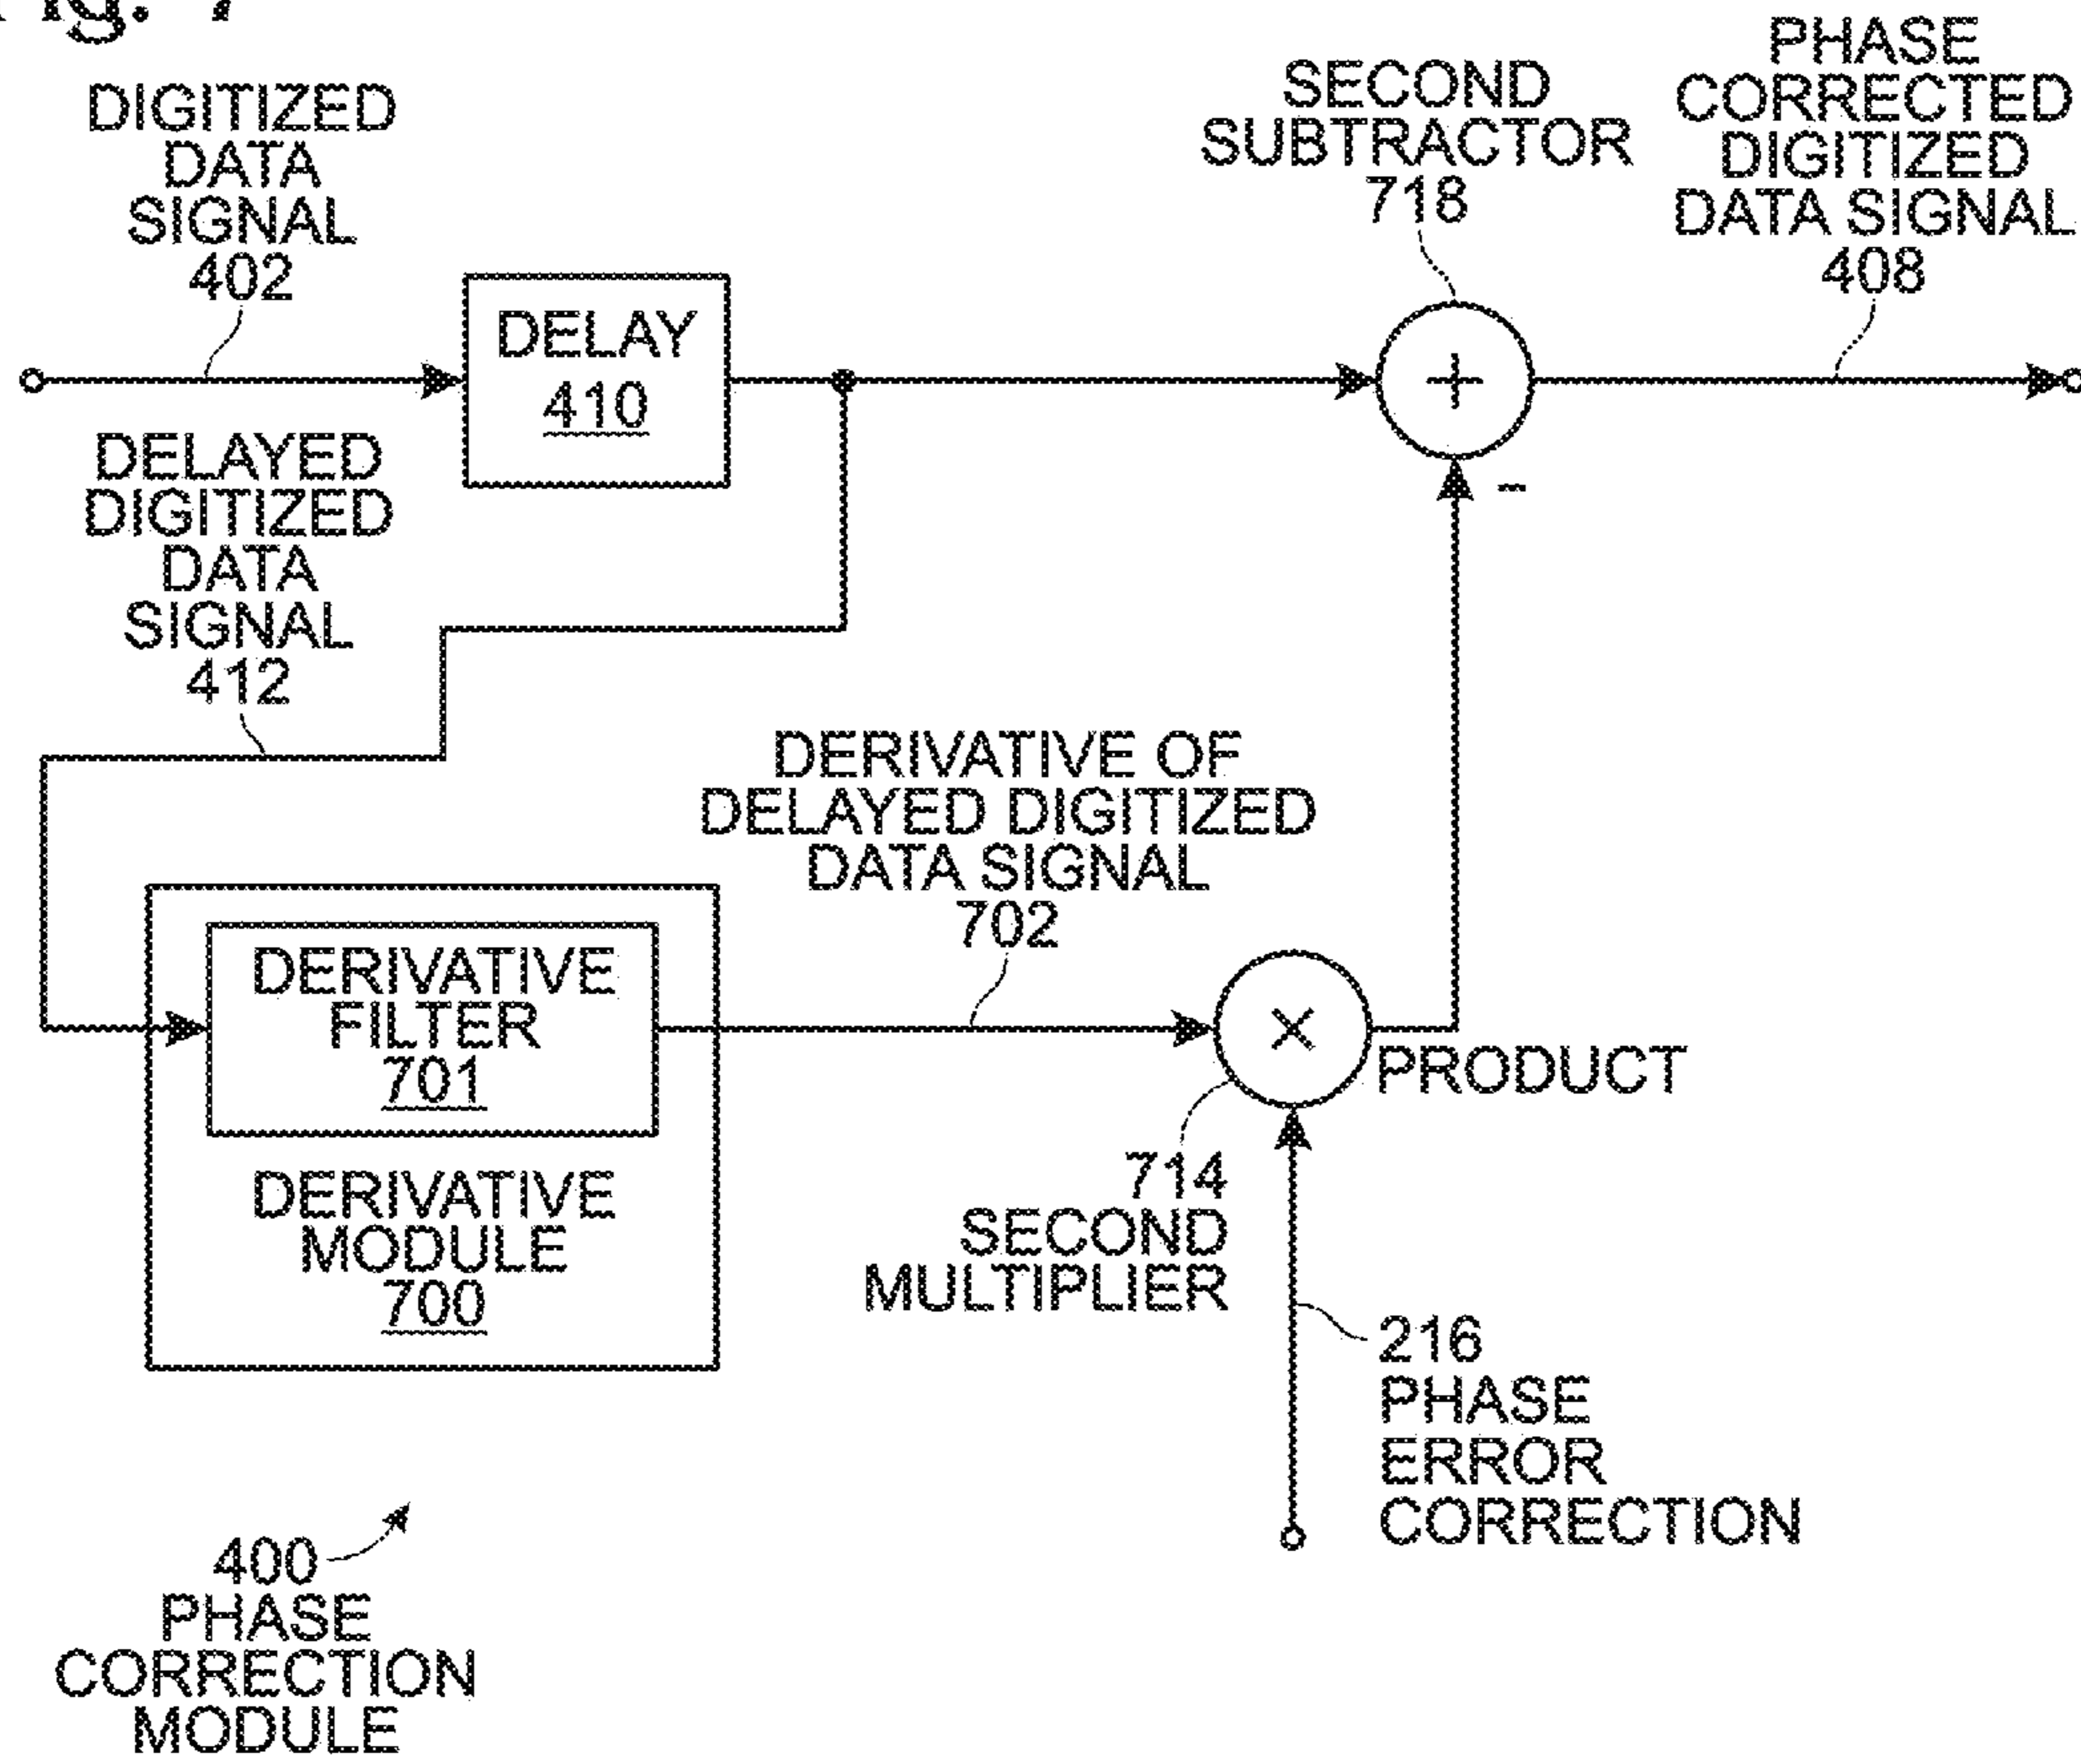 DIGITIZED
DATA
SIGNAL
402
DELAY
410
SECOND
SUBTRACTOR
718
+
PHASE
CORRECTED
DIGITIZED
DATA SIGNAL
408
-
DELAYED
DIGITIZED
DATA
SIGNAL
412
DERIVATIVE OF
DELAYED DIGITIZED
DATA SIGNAL
702
DERIVATIVE
FILTER
701
DERIVATIVE
MODULE
700
×
PRODUCT
714
SECOND
MULTIPLIER
216
PHASE
ERROR
CORRECTION
400
PHASE
CORRECTION
MODULE